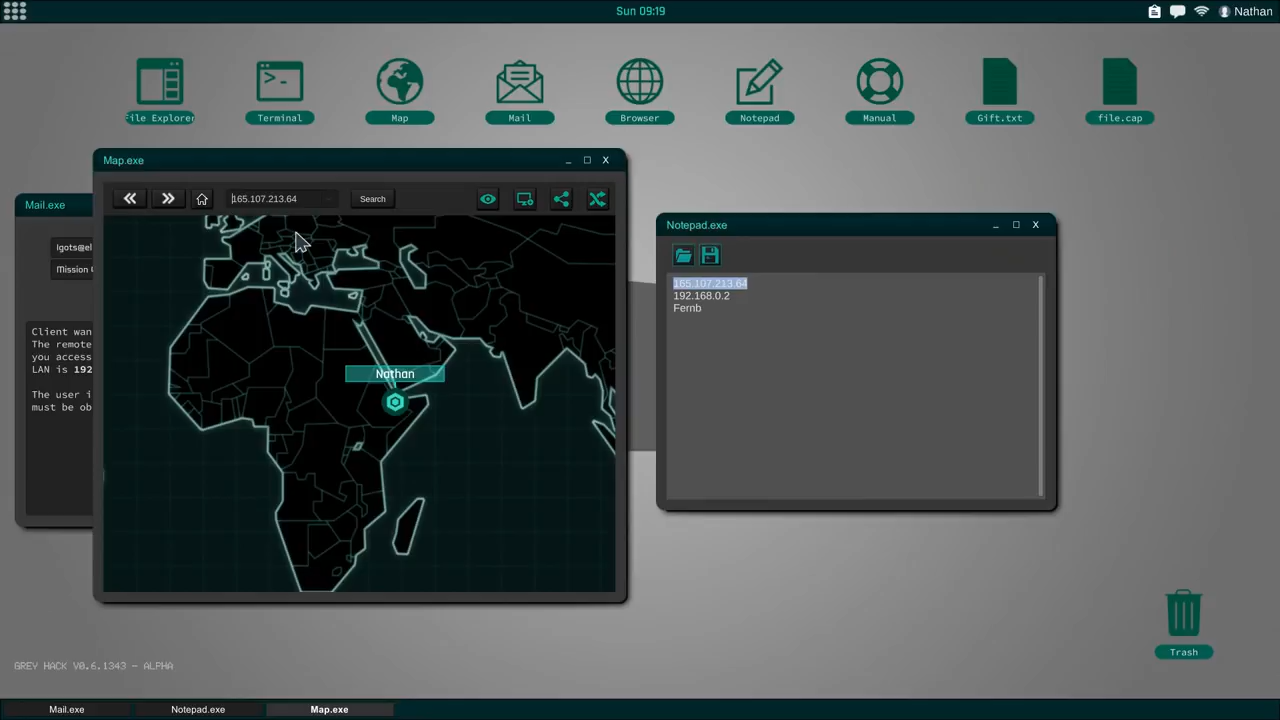 Sun 09:19
Nathan
File Explorer
Terminal
Map
Mail
Browser
Notepad
Manual
Gift.txt
file.cap
Mail.exe
Igots@el
Mission
Client wan
The remote
you access
LAN is 192
The user i
must be ob
Map.exe
_ □ X
165.107.213.64
Search
Nathan
Notepad.exe
_ □ X
165.107.213.64
192.168.0.2
Fernb
Trash
GREY HACK V0.6.1343 - ALPHA
Mail.exe
Notepad.exe
Map.exe